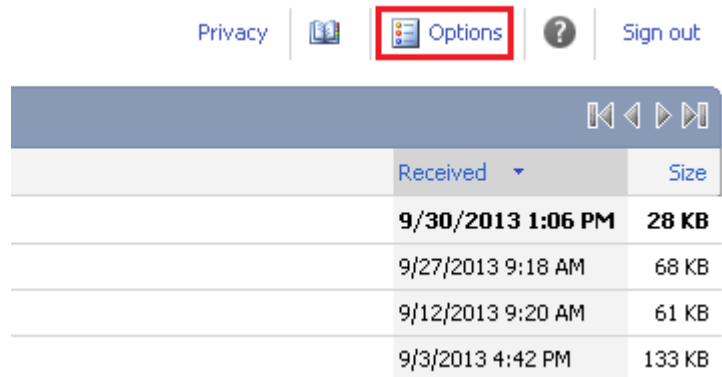 Privacy Options ? Sign out
Received Size
9/30/2013 1:06 PM 28 KB
9/27/2013 9:18 AM 68 KB
9/12/2013 9:20 AM 61 KB
9/3/2013 4:42 PM 133 KB